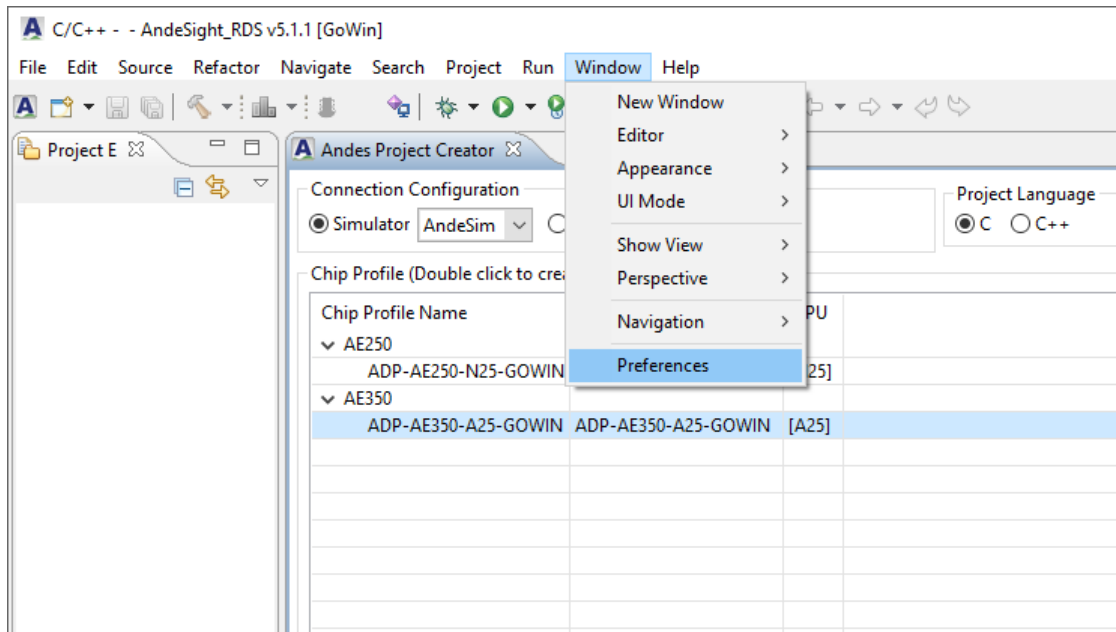 C/C++ - - AndeSight_RDS v5.1.1 [GoWin]
File Edit Source Refactor Navigate Search Project Run Window Help
Project E
Andes Project Creator
Connection Configuration
Simulator AndeSim
Project Language
C C++
Chip Profile (Double click to crea
Chip Profile Name PU
AE250
ADP-AE250-N25-GOWIN 25]
AE350
ADP-AE350-A25-GOWIN ADP-AE350-A25-GOWIN [A25]
New Window
Editor
Appearance
UI Mode
Show View
Perspective
Navigation
Preferences